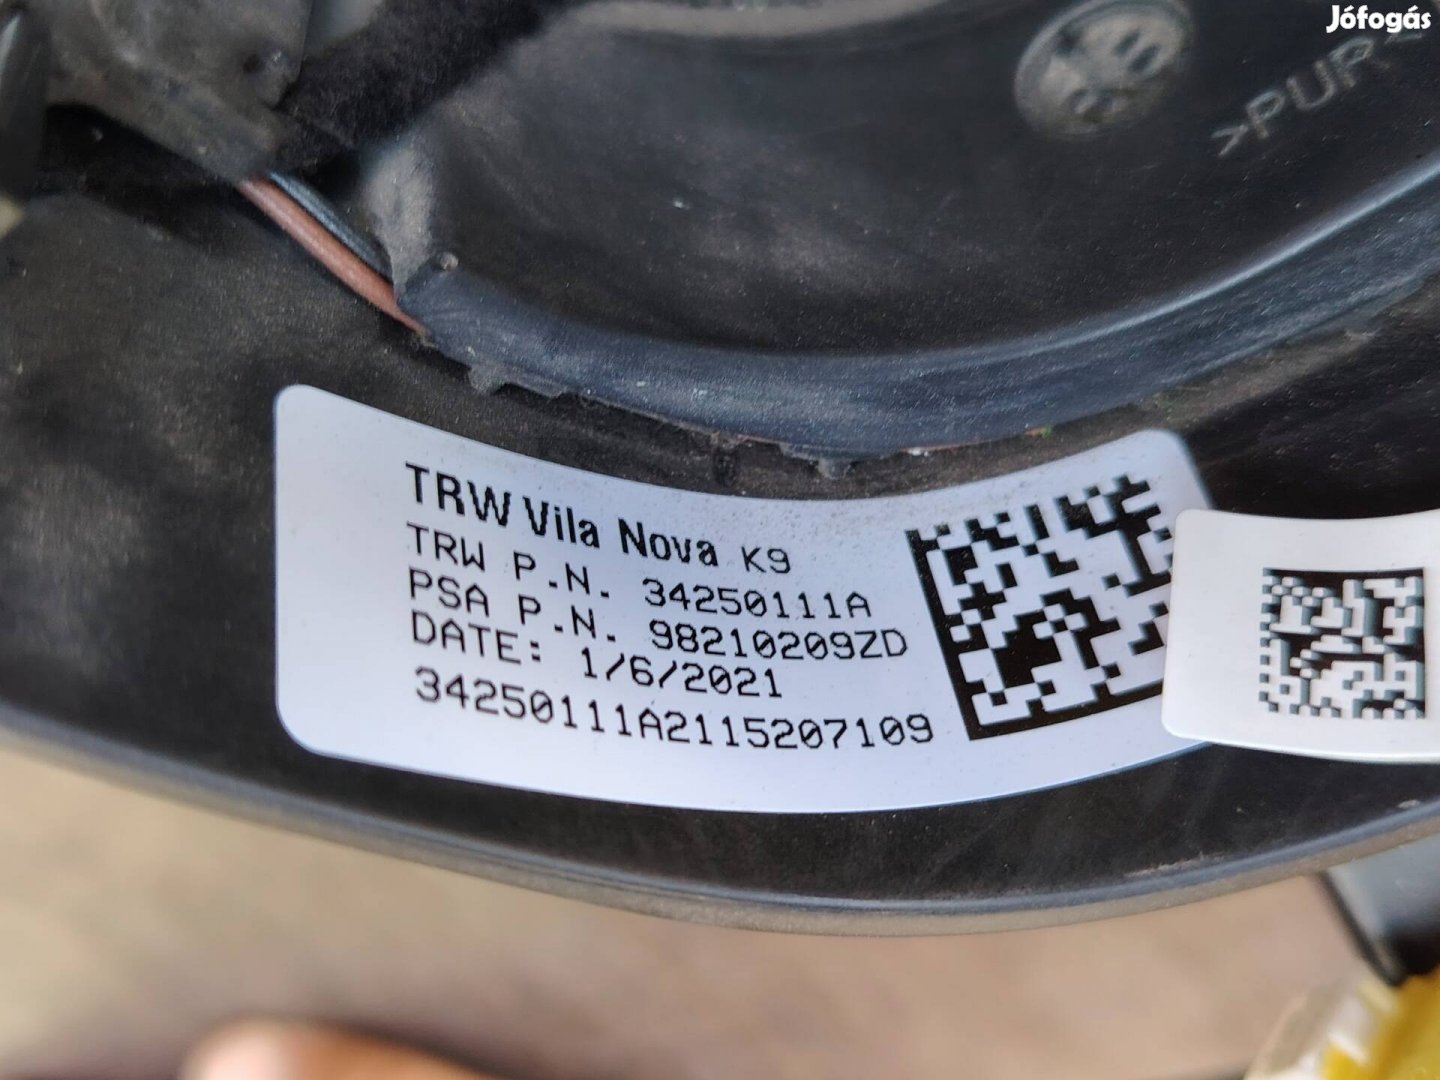 Jófogás
>PUR<
TRW Vila Nova K9
TRW P.N. 34250111A
PSA P.N. 98210209ZD
DATE: 1/6/2021
34250111A2115207109